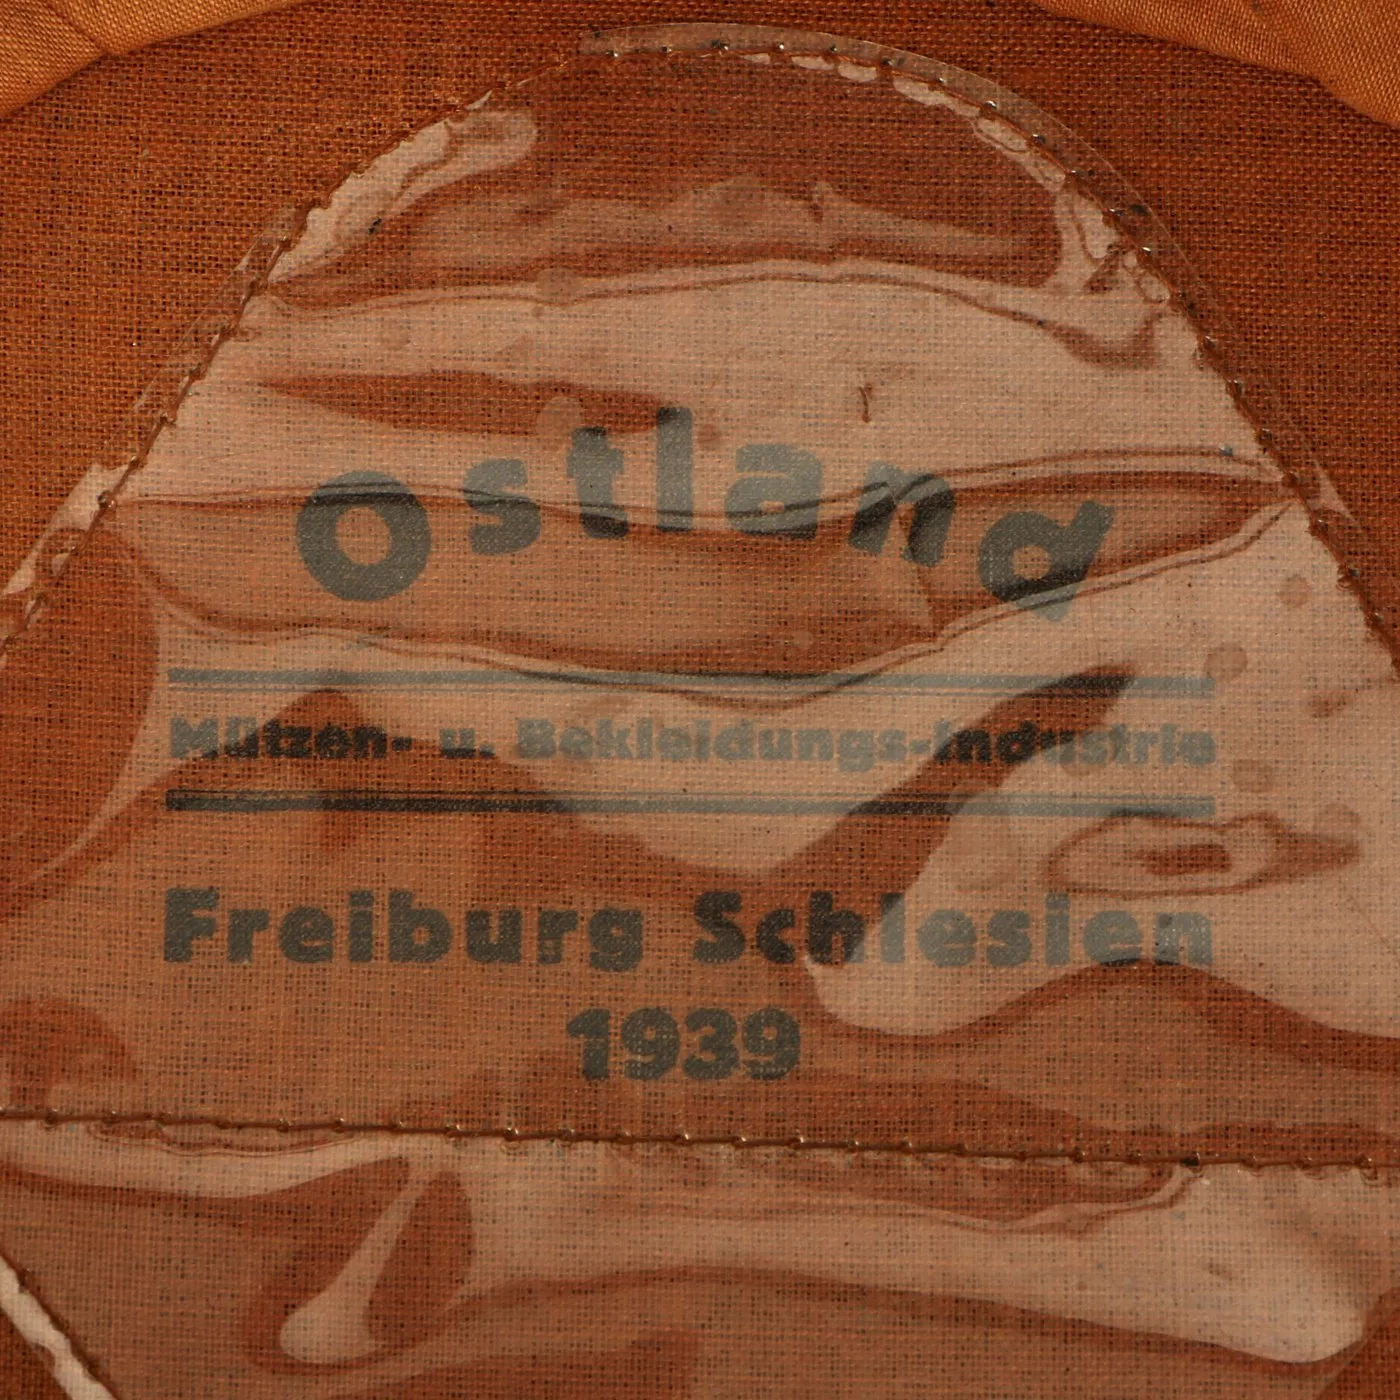 Ostland
Mützen- u. Bekleidungs-Industrie
Freiburg Schlesien
1939